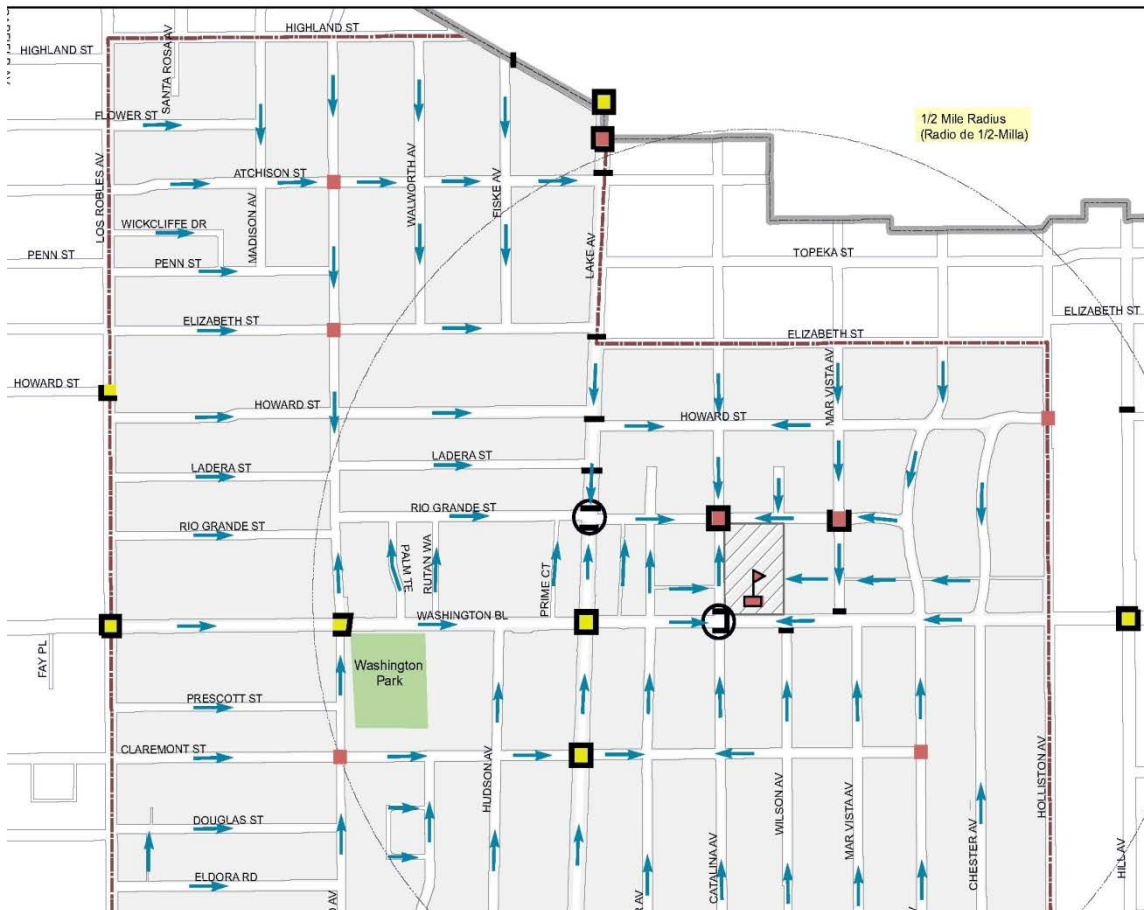 HIGHLAND ST
HIGHLAND ST
SANTA ROSA AV
1/2 Mile Radius
(Radio de 1/2-Milla)
FLOWER ST
LOS ROBLES AV
ATCHISON ST
WALWORTH AV
FISKE AV
MADISON AV
WICKCLIFFE DR
LAKE AV
PENN ST
PENN ST
TOPEKA ST
ELIZABETH ST
ELIZABETH ST
ELIZABETH ST
HOWARD ST
HOWARD ST
HOWARD ST
MAR VISTA AV
LADERA ST
LADERA ST
RIO GRANDE ST
RIO GRANDE ST
PALM TE
RUTAN WA
PRIME CT
WASHINGTON BL
FAY PL
Washington
Park
PRESCOTT ST
CLAREMONT ST
HUDSON AV
WILSON AV
MAR VISTA AV
HOLLISTON AV
DOUGLAS ST
CATALINA AV
CHESTER AV
HILL AV
ELDORA RD